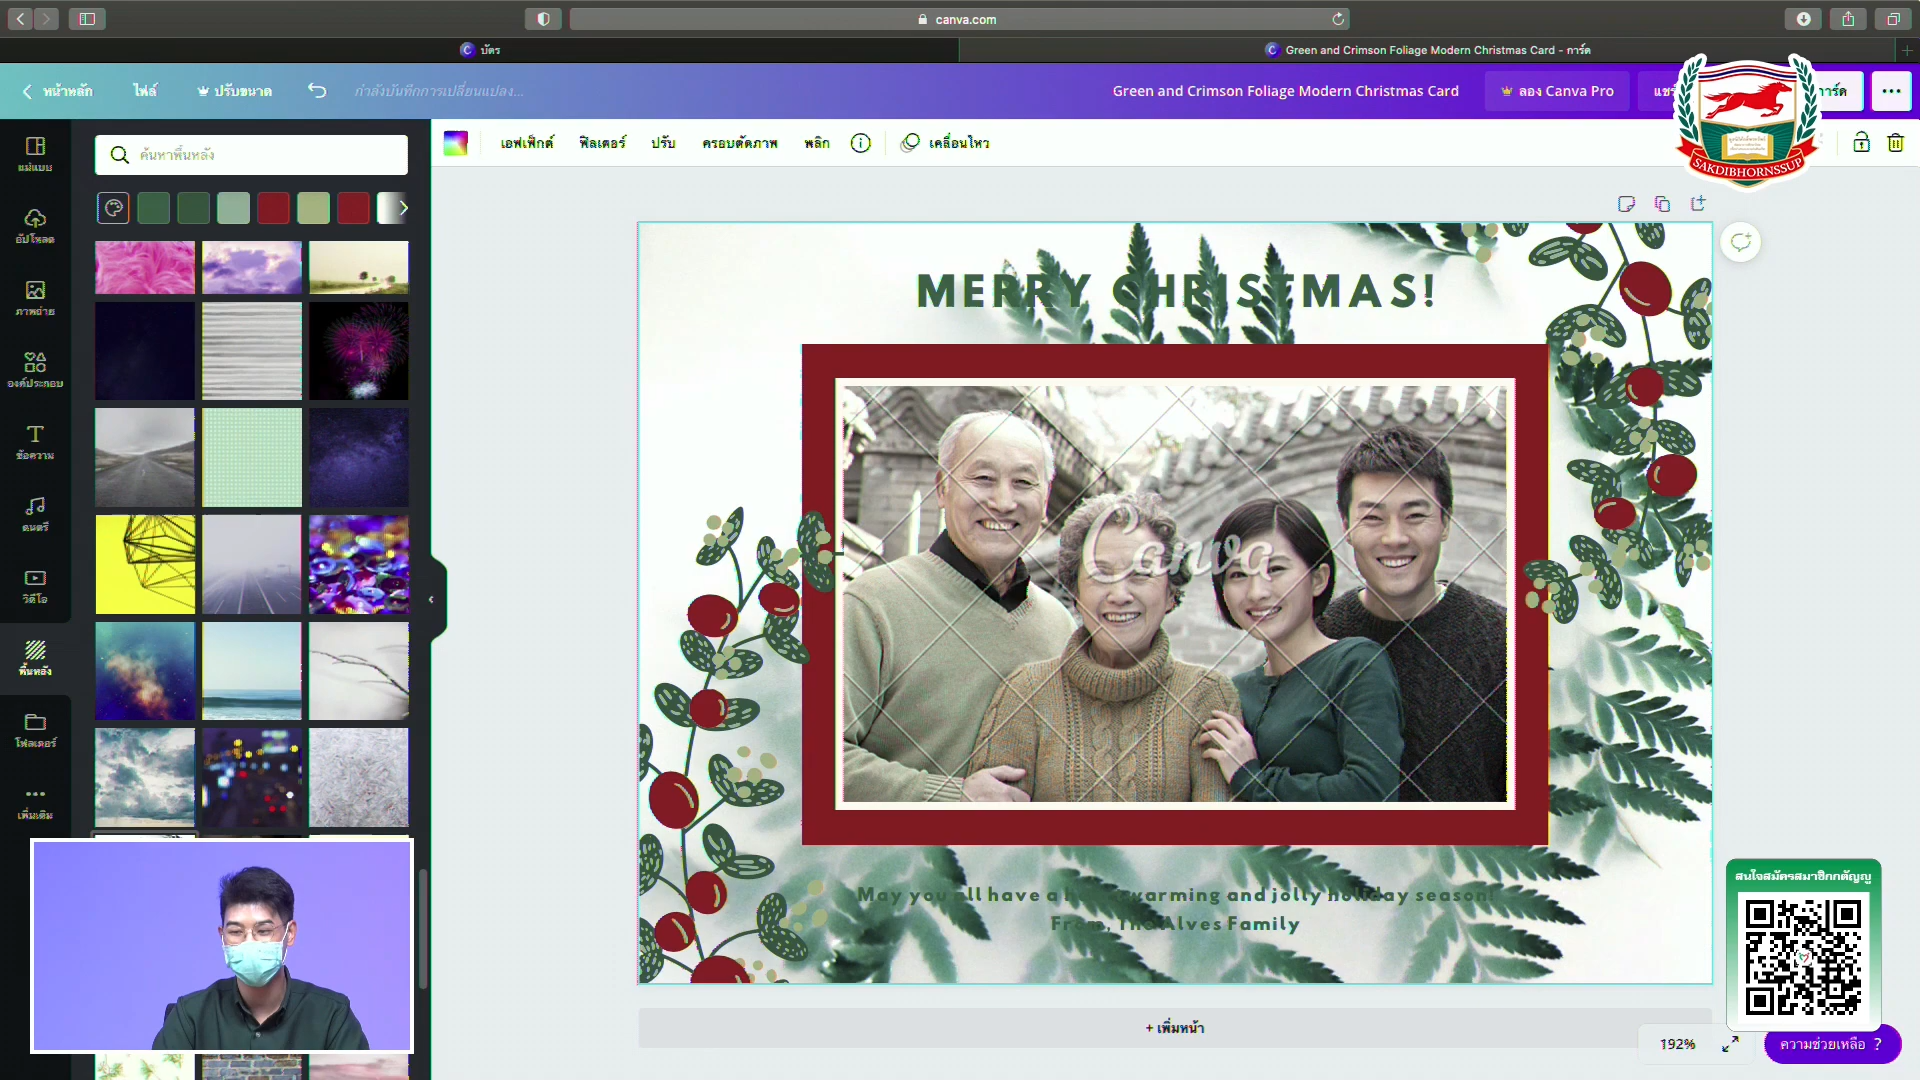 canva.com
บัตร
Green and Crimson Foliage Modern Christmas Card - การ์ด
หน้าหลัก
ไฟล์
ปรับขนาด
กำลังบันทึกการเปลี่ยนแปลง...
Green and Crimson Foliage Modern Christmas Card
ลอง Canva Pro
SAKDIBHORNSSUP
ค้นหาพื้นหลัง
เอฟเฟ็กต์
ฟิลเตอร์
ปรับ
ครอบตัดภาพ
พลิก
เคลื่อนไหว
แม่แบบ
อัปโหลด
ภาพถ่าย
องค์ประกอบ
ข้อความ
ดนตรี
วิดีโอ
พื้นหลัง
โฟลเดอร์
เพิ่มเติม
MERRY CHRISTMAS!
Canva
May you all have a heartwarming and jolly holiday season!
From, The Alves Family
+ เพิ่มหน้า
สนใจสมัครสมาชิกกตัญญู
192%
ความช่วยเหลือ ?